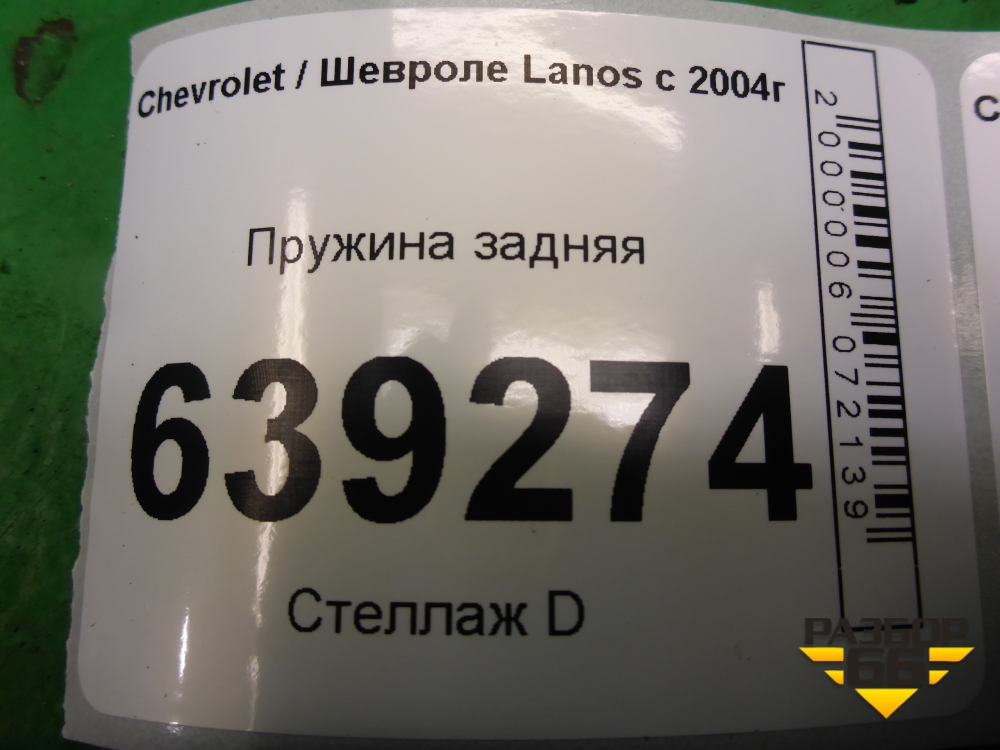 Chevrolet / Шевроле Lanos с 2004г
Пружина задняя
639274
Стеллаж D
2000006072139
РАЗБОР
66